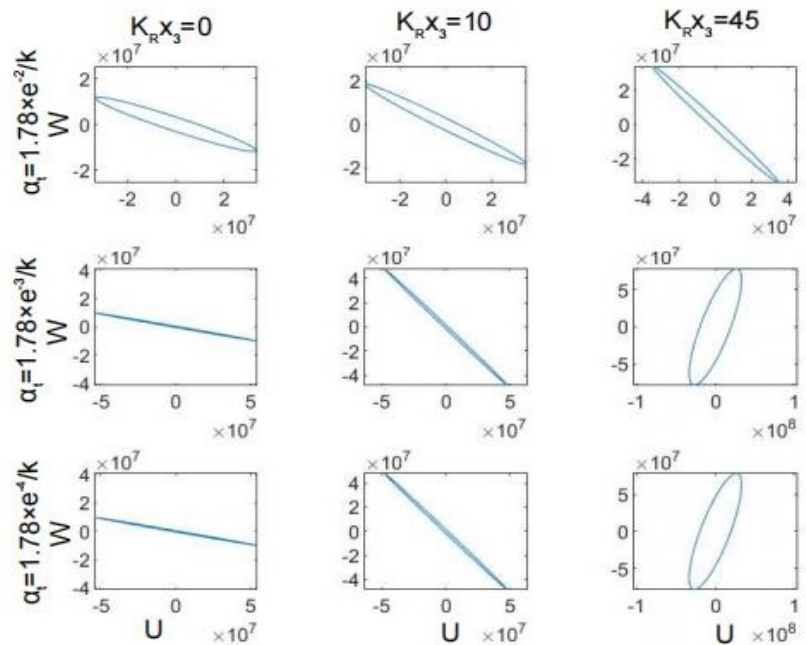 K_R x_3=0 K_R x_3=10 K_R x_3=45
×10^7 ×10^7 ×10^7
α_t=1.78×e^-2/k
W
2
0
-2
-2 0 2
×10^7
2
0
-2
-2 0 2
×10^7
2
0
-2
-4 -2 0 2 4
×10^7
×10^7 ×10^7 ×10^7
α_t=1.78×e^-3/k
W
4
2
0
-2
-4
-5 0 5
×10^7
4
2
0
-2
-4
-5 0 5
×10^7
5
0
-5
-1 0 1
×10^8
×10^7 ×10^7 ×10^7
α_t=1.78×e^-4/k
W
4
2
0
-2
-4
-5 0 5
U ×10^7
4
2
0
-2
-4
-5 0 5
U ×10^7
5
0
-5
-1 0 1
U ×10^8